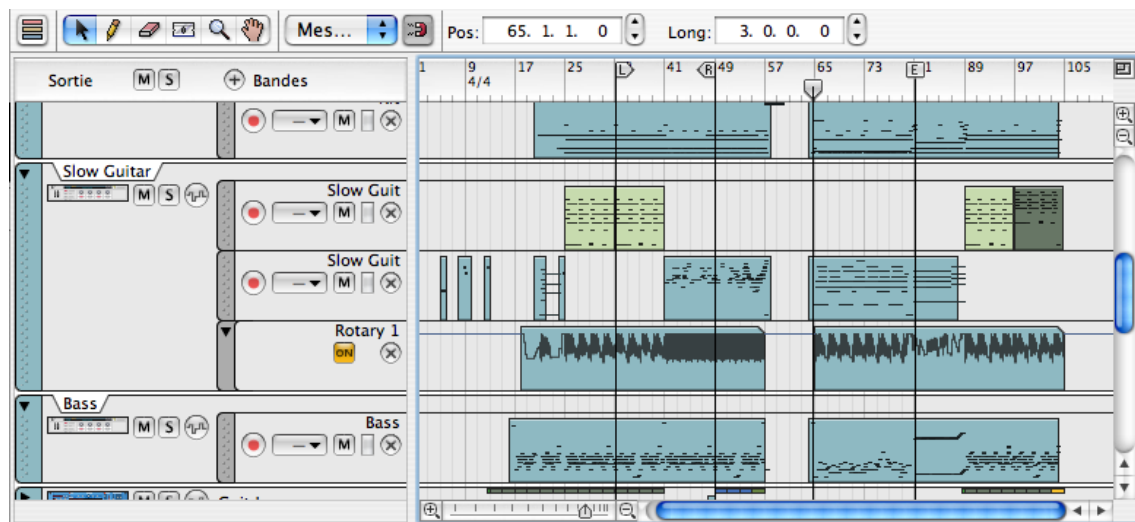 Mes... Pos: 65. 1. 1. 0 Long: 3. 0. 0. 0
Sortie M S Bandes
1 9 17 25 L 41 R 49 57 65 73 E 1 89 97 105
4/4
M
Slow Guitar
M S
Slow Guit
M
Slow Guit
M
Rotary 1
ON
Bass
M S
Bass
M
M S